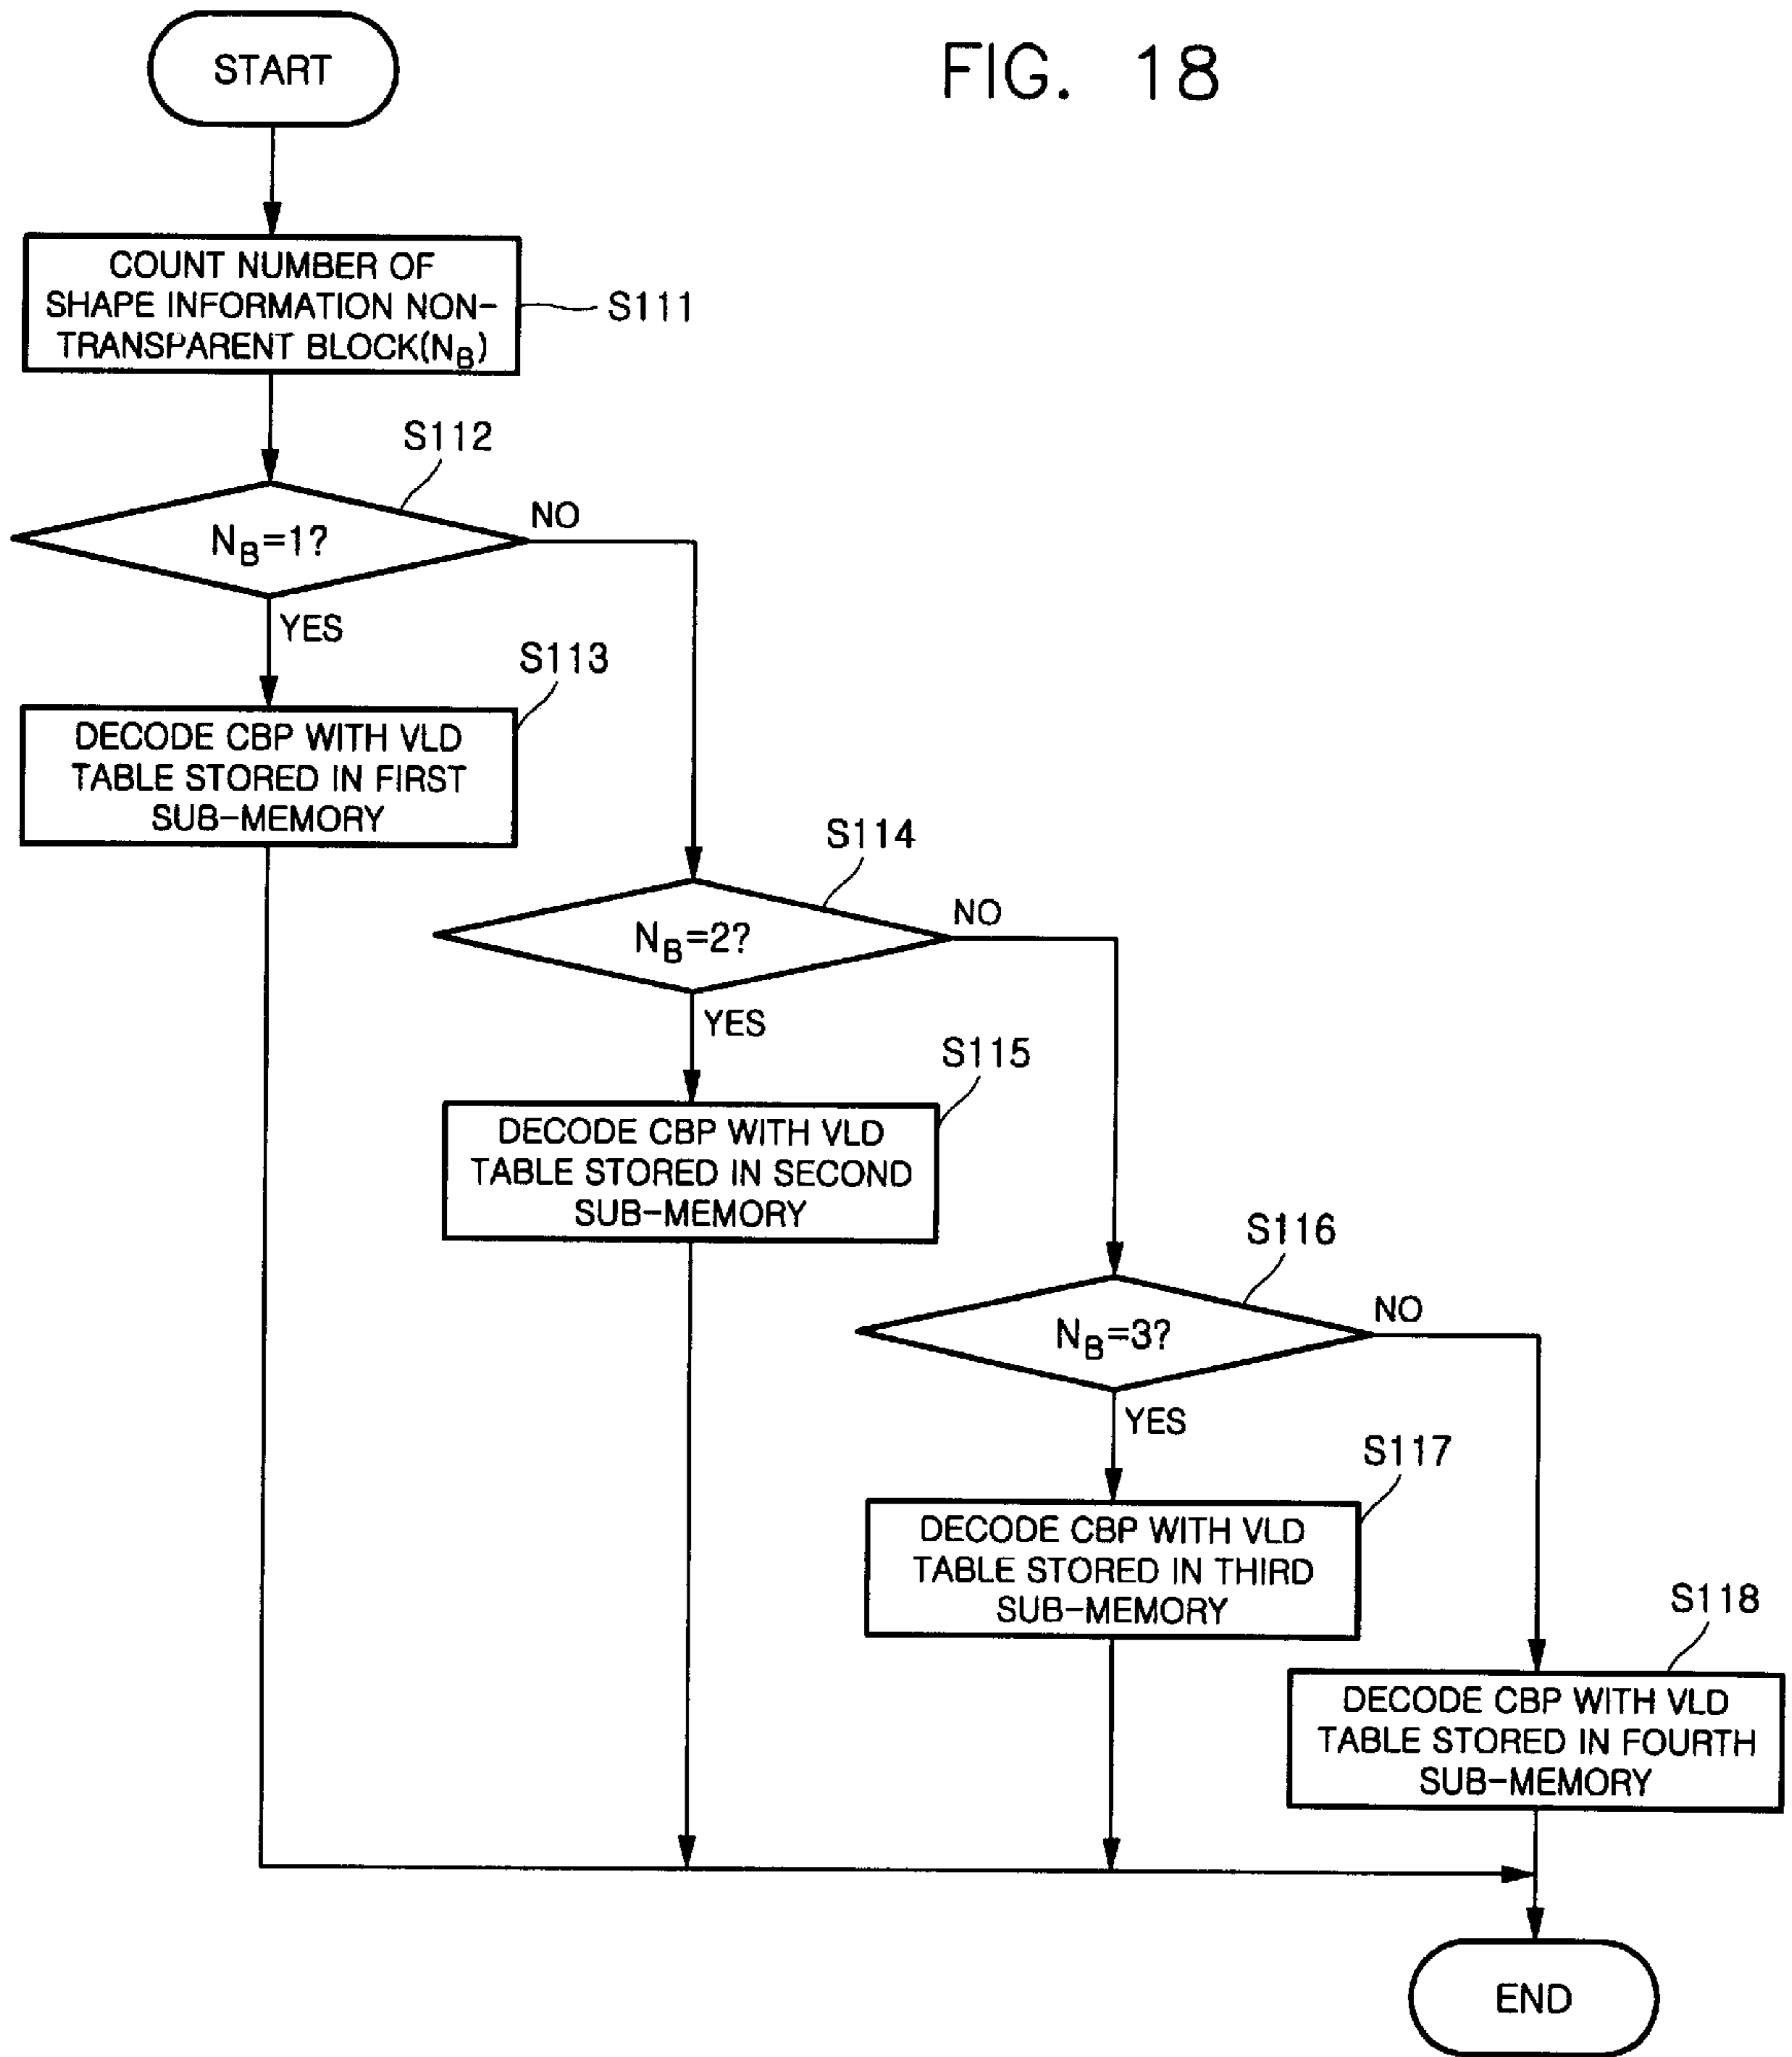 FIG. 18
START
COUNT NUMBER OF
SHAPE INFORMATION NON-
TRANSPARENT BLOCK(NB)
S111
S112
NB=1?
NO
YES
S113
DECODE CBP WITH VLD
TABLE STORED IN FIRST
SUB-MEMORY
S114
NB=2?
NO
YES
S115
DECODE CBP WITH VLD
TABLE STORED IN SECOND
SUB-MEMORY
S116
NB=3?
NO
YES
S117
DECODE CBP WITH VLD
TABLE STORED IN THIRD
SUB-MEMORY
S118
DECODE CBP WITH VLD
TABLE STORED IN FOURTH
SUB-MEMORY
END